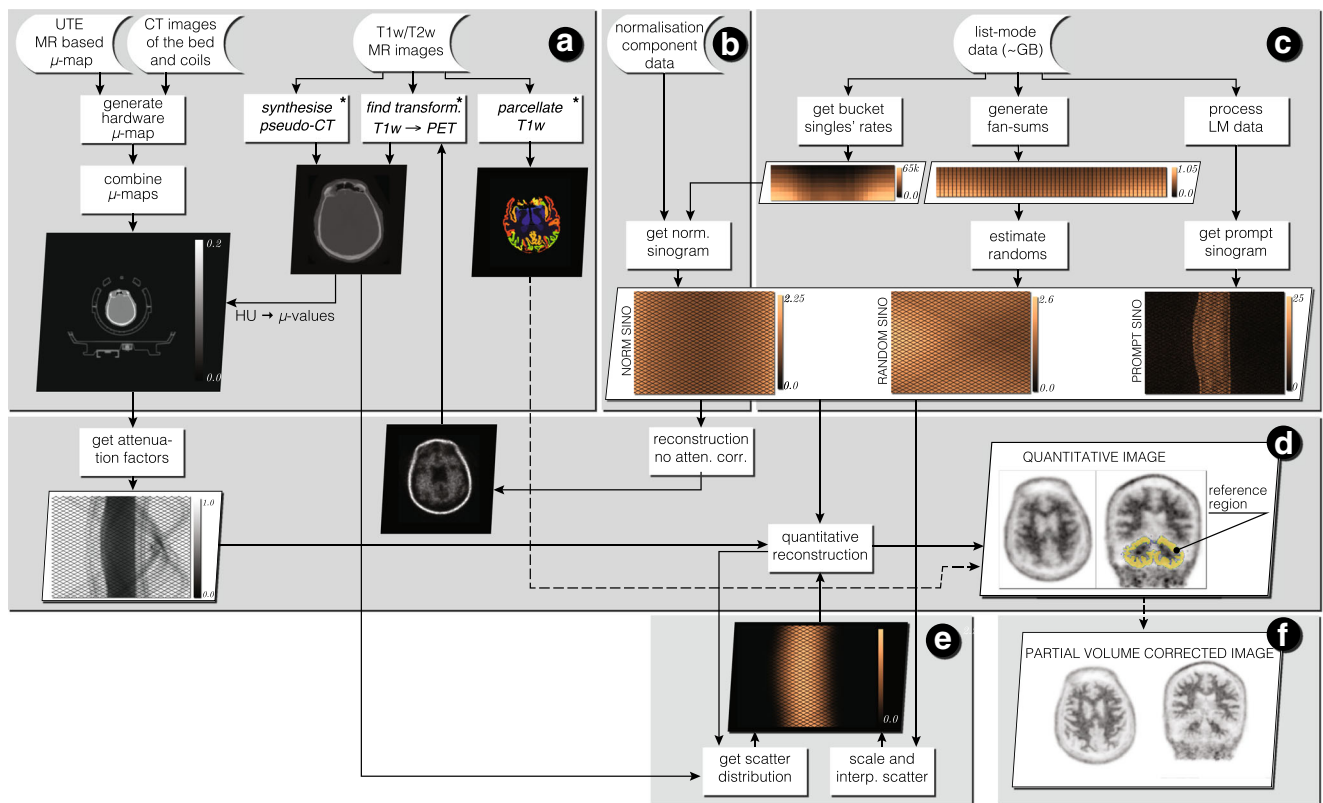 UTE
MR based
µ-map
CT images
of the bed
and coils
T1w/T2w
MR images
a
generate
hardware
µ-map
synthesise *
pseudo-CT
find transform. *
T1w → PET
parcellate *
T1w
combine
µ-maps
0.2
0.0
HU → µ-values
normalisation
component
data
b
get norm.
sinogram
list-mode
data (~GB)
c
get bucket
singles' rates
generate
fan-sums
process
LM data
65k
0.0
1.05
0.0
estimate
randoms
get prompt
sinogram
NORM SINO
2.25
0.0
RANDOM SINO
2.6
0.0
PROMPT SINO
25
0
get attenua-
tion factors
1.0
0.0
reconstruction
no atten. corr.
quantitative
reconstruction
d
QUANTITATIVE IMAGE
reference
region
e
0.0
get scatter
distribution
scale and
interp. scatter
f
PARTIAL VOLUME CORRECTED IMAGE